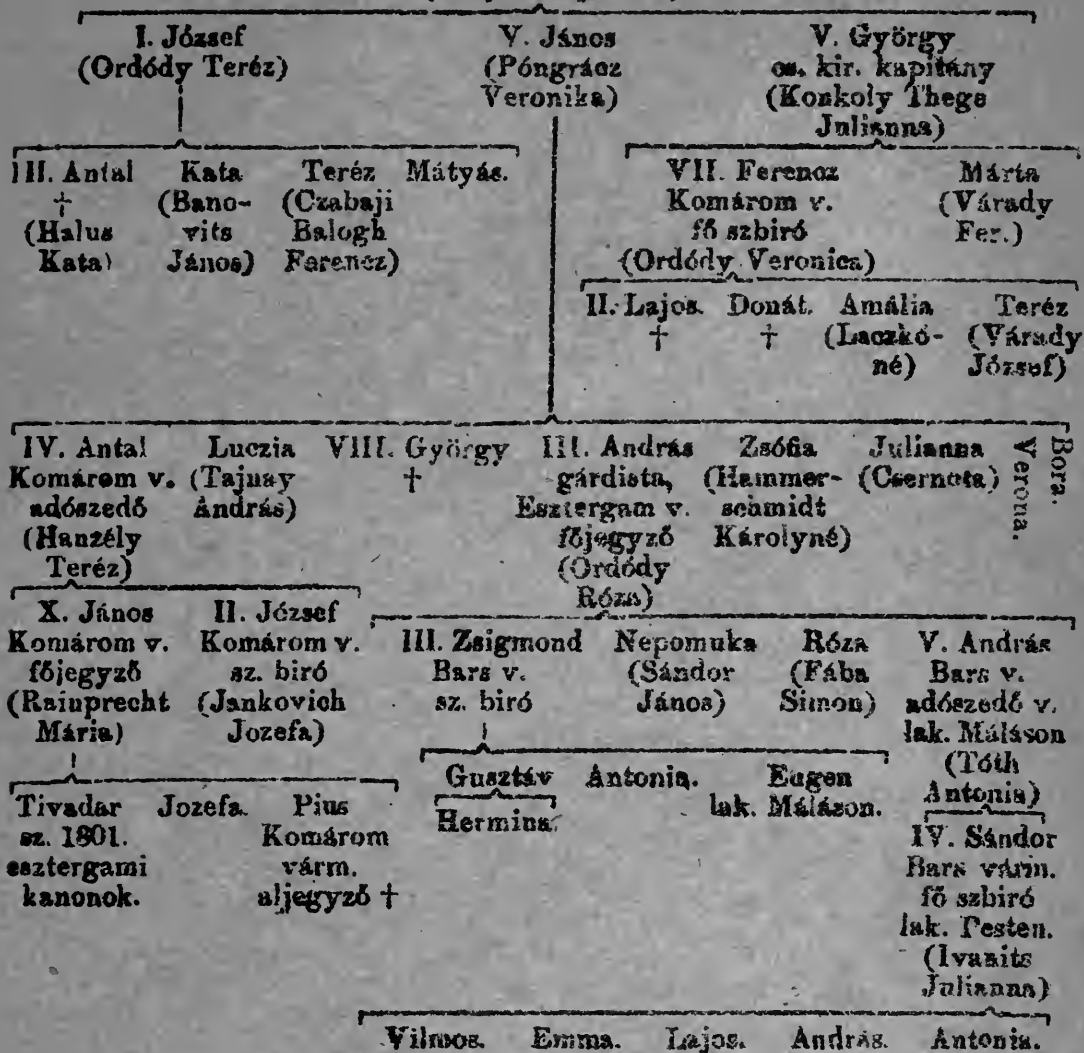 I. József V. János V. György
(Ordódy Teréz) (Póngrácz cs. kir. kapitány
Veronika) (Konkoly Thege
Julianna)
III. Antal Kata Teréz Mátyás. VII. Ferencz Márta
† (Bano- (Czabaji Komárom v. (Várady
(Halus vits Balogh fő szbiró Fer.)
Kata) János) Ferencz) (Ordódy Veronica)
II. Lajos. Donát. Amália Teréz
† † (Laczkó- (Várady
né) József)
IV. Antal Luczia VIII. György III. András Zsófia Julianna Verona. Bora.
Komárom v. (Tajnay † gárdista, (Hammer- (Csernota)
adószedő András) Esztergam v. schmidt
(Hanzély főjegyző Károlyné)
Teréz) (Ordódy
Róza)
X. János II. József
Komárom v. Komárom v. III. Zsigmond Nepomuka Róza V. András
főjegyző sz. biró Bars v. (Sándor (Fába Bars v.
(Rainprecht (Jankovich sz. biró János) Simon) adószedő v.
Mária) Jozefa) lak. Máláson
(Tóth
Antonia)
Gusztáv Antonia. Eugen
Tivadar Jozefa. Pius Hermina. lak. Máláson.
sz. 1801. Komárom IV. Sándor
esztergami várm. Bars várm.
kanonok. aljegyző † fő szbiró
lak. Pesten.
(Ivanits
Julianna)
Vilmos. Emma. Lajos. András. Antonia.